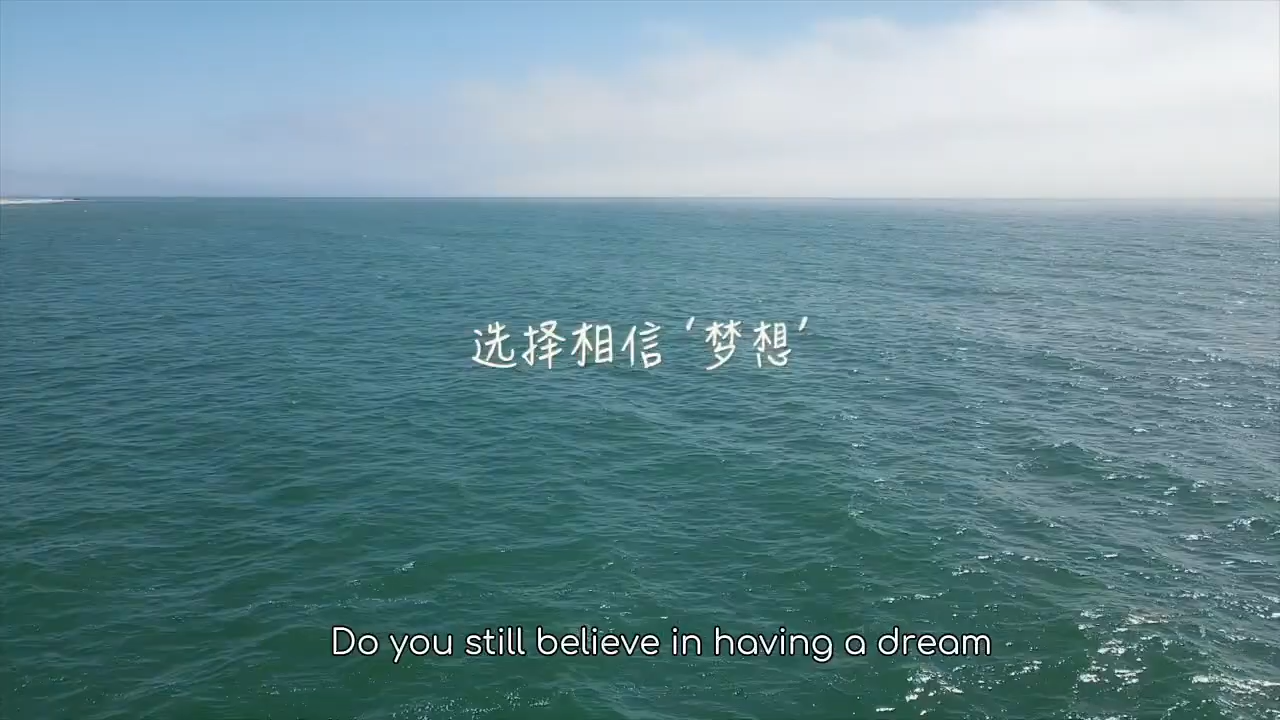 选择相信‘梦想’
Do you still believe in having a dream